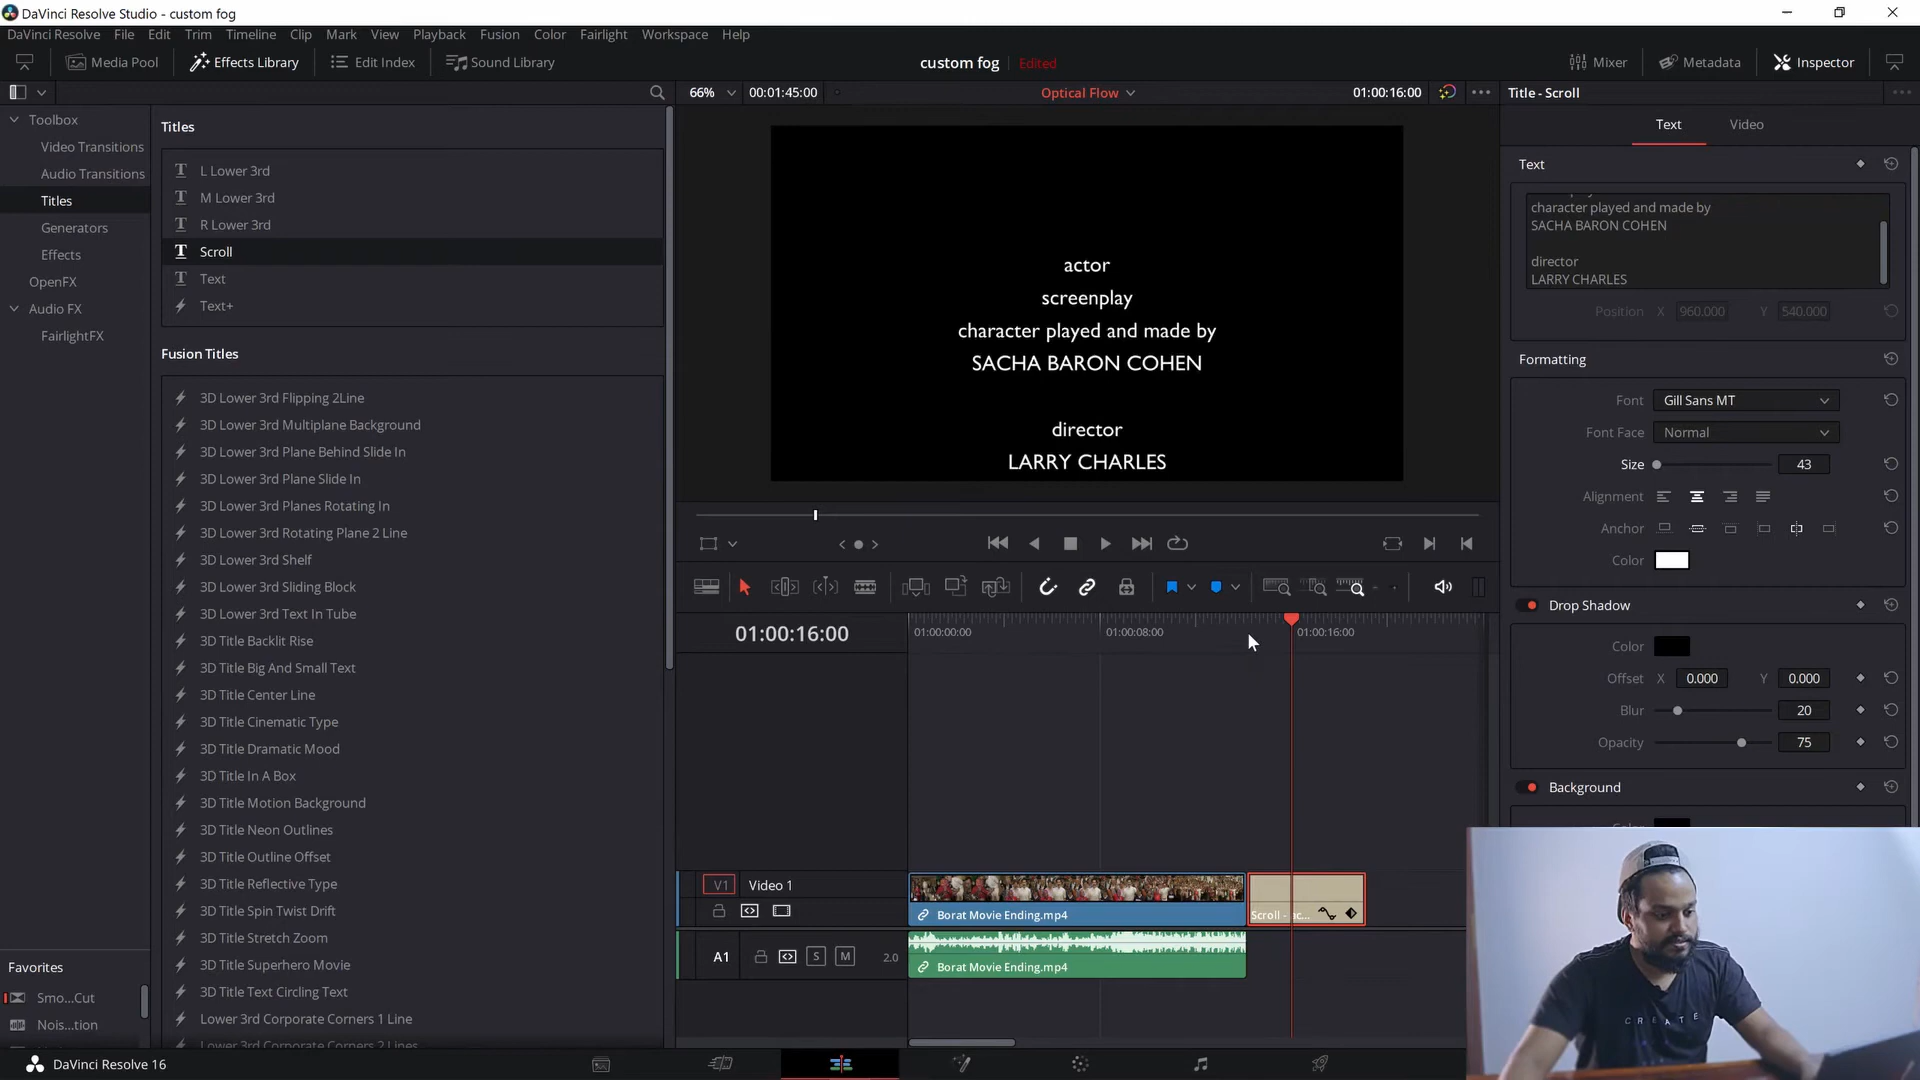 DaVinci Resolve Studio - custom fog
DaVinci Resolve File Edit Trim Timeline Clip Mark View Playback Fusion Color Fairlight Workspace Help
Media Pool Effects Library Edit Index Sound Library custom fog Edited Mixer Metadata Inspector
66% 00:01:45:00 Optical Flow 01:00:16:00 Title - Scroll
Toolbox
Video Transitions
Audio Transitions
Titles
Generators
Effects
OpenFX
Audio FX
FairlightFX
Favorites
Smo...Cut
Nois...tion
Titles
L Lower 3rd
M Lower 3rd
R Lower 3rd
Scroll
Text
Text+
Fusion Titles
3D Lower 3rd Flipping 2Line
3D Lower 3rd Multiplane Background
3D Lower 3rd Plane Behind Slide In
3D Lower 3rd Plane Slide In
3D Lower 3rd Planes Rotating In
3D Lower 3rd Rotating Plane 2 Line
3D Lower 3rd Shelf
3D Lower 3rd Sliding Block
3D Lower 3rd Text In Tube
3D Title Backlit Rise
3D Title Big And Small Text
3D Title Center Line
3D Title Cinematic Type
3D Title Dramatic Mood
3D Title In A Box
3D Title Motion Background
3D Title Neon Outlines
3D Title Outline Offset
3D Title Reflective Type
3D Title Spin Twist Drift
3D Title Stretch Zoom
3D Title Superhero Movie
3D Title Text Circling Text
Lower 3rd Corporate Corners 1 Line
Lower 3rd Corporate Corners 2 Lines
actor
screenplay
character played and made by
SACHA BARON COHEN
director
LARRY CHARLES
01:00:16:00 01:00:00:00 01:00:08:00 01:00:16:00
V1 Video 1
Borat Movie Ending.mp4 Scroll - ac...
A1 S M 2.0
Borat Movie Ending.mp4
Text Video
Text
character played and made by
SACHA BARON COHEN
director
LARRY CHARLES
Position X 960.000 Y 540.000
Formatting
Font Gill Sans MT
Font Face Normal
Size 43
Alignment
Anchor
Color
Drop Shadow
Color
Offset X 0.000 Y 0.000
Blur 20
Opacity 75
Background
CREATE
DaVinci Resolve 16